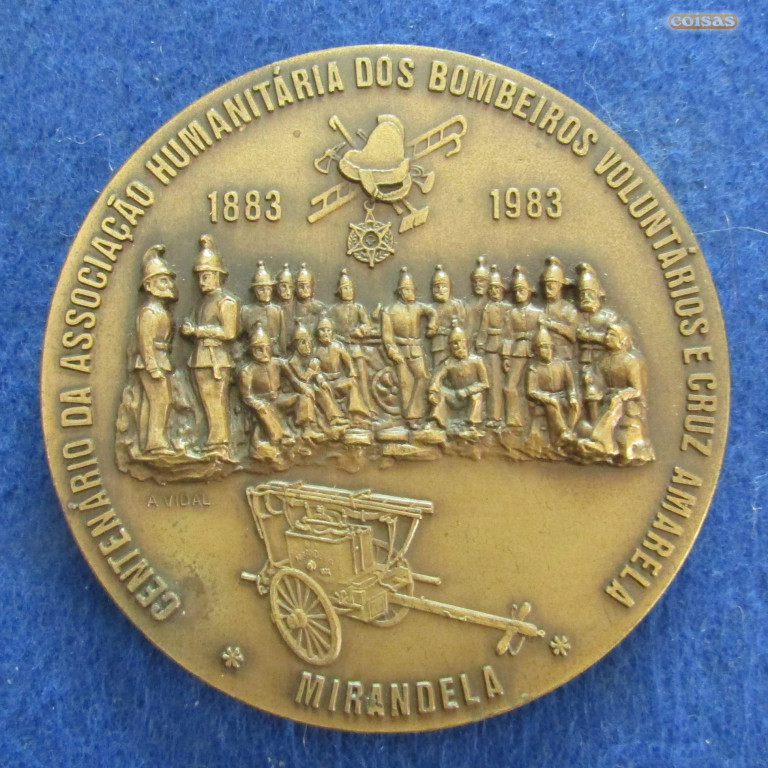 coisas
CENTENÁRIO DA ASSOCIAÇÃO HUMANITÁRIA DOS BOMBEIROS VOLUNTÁRIOS E CRUZ AMARELA
1883 1983
A VIDAL
* MIRANDELA *